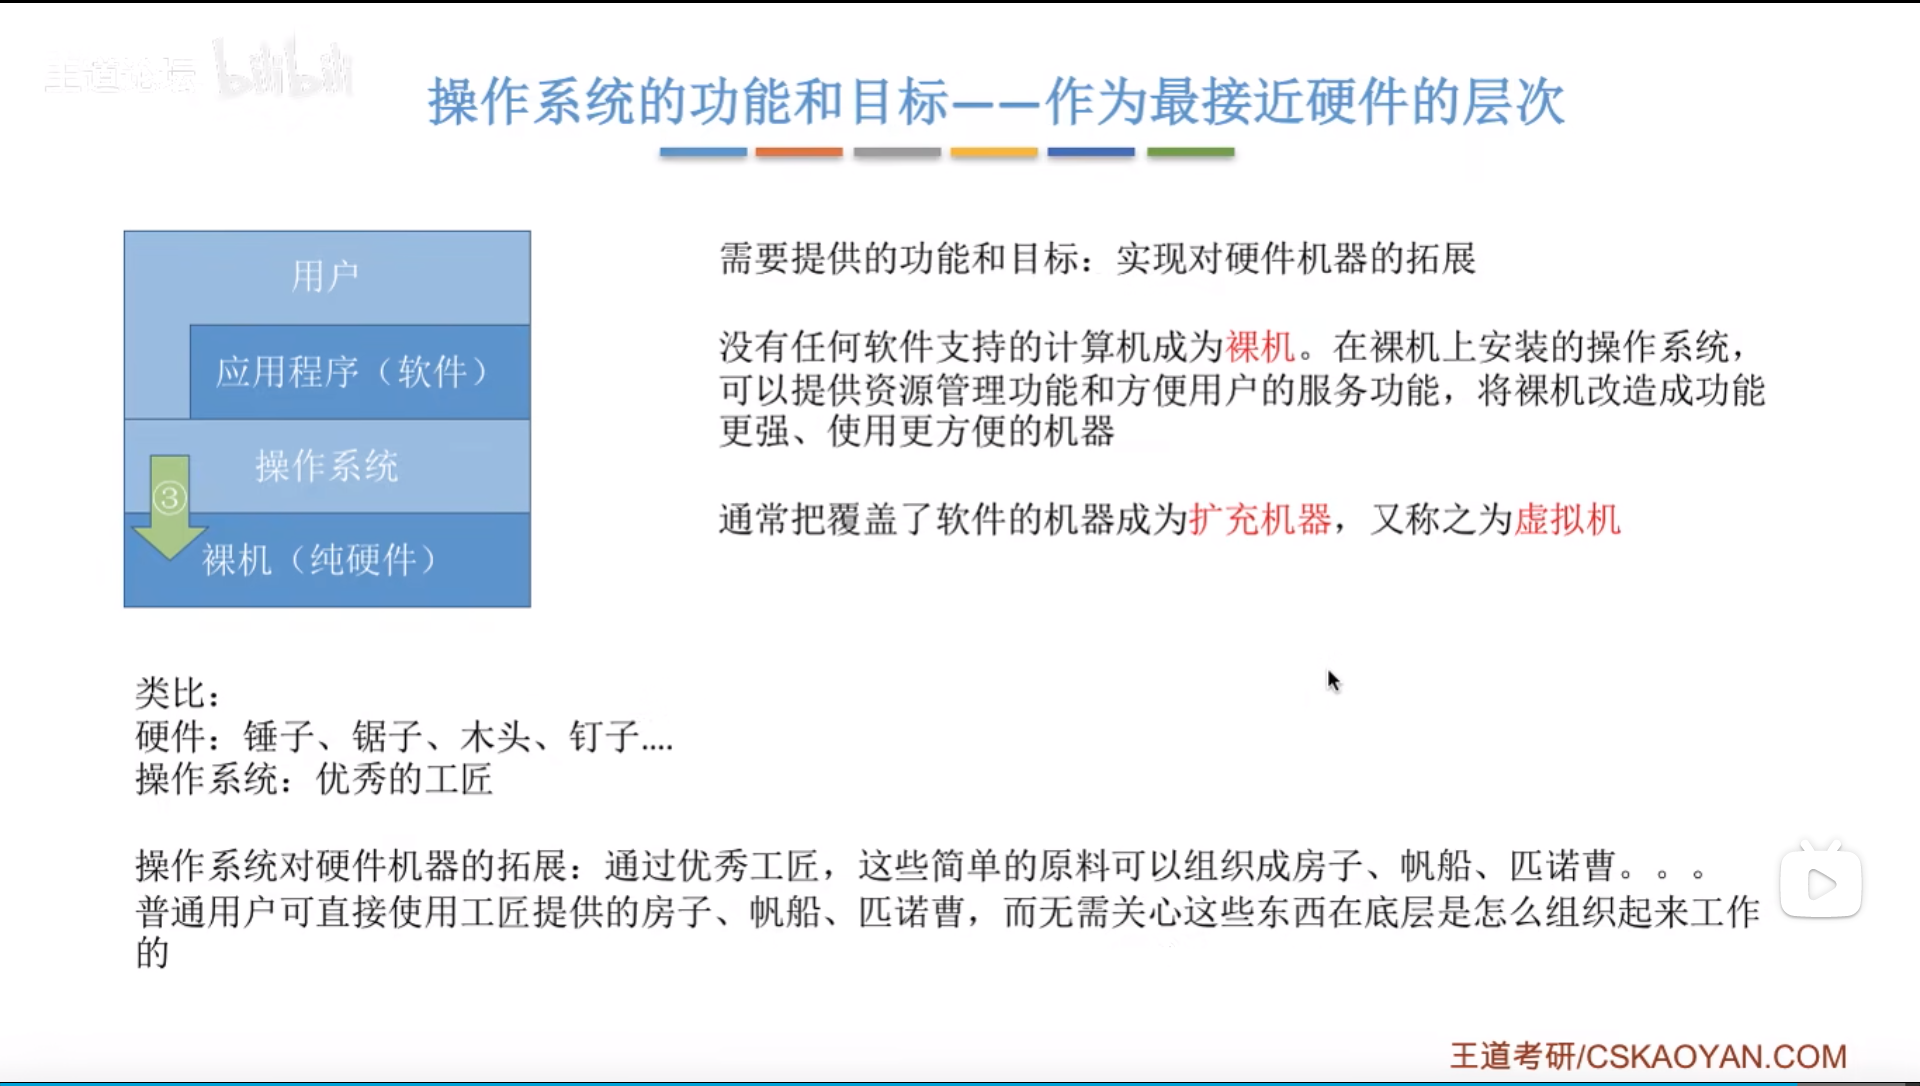 王道论坛 bilibili
操作系统的功能和目标——作为最接近硬件的层次
用户
应用程序（软件）
操作系统
③
裸机（纯硬件）
需要提供的功能和目标：实现对硬件机器的拓展
没有任何软件支持的计算机成为裸机。在裸机上安装的操作系统，
可以提供资源管理功能和方便用户的服务功能，将裸机改造成功能
更强、使用更方便的机器
通常把覆盖了软件的机器成为扩充机器，又称之为虚拟机
类比：
硬件：锤子、锯子、木头、钉子....
操作系统：优秀的工匠
操作系统对硬件机器的拓展：通过优秀工匠，这些简单的原料可以组织成房子、帆船、匹诺曹。。。
普通用户可直接使用工匠提供的房子、帆船、匹诺曹，而无需关心这些东西在底层是怎么组织起来工作
的
王道考研/CSKAOYAN.COM